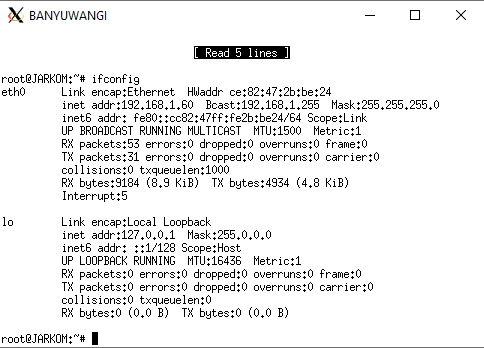 BANYUWANGI
[ Read 5 lines ]
root@JARKOM:~# ifconfig
eth0 Link encap:Ethernet HWaddr ce:82:47:2b:be:24
inet addr:192.168.1.60 Bcast:192.168.1.255 Mask:255.255.255.0
inet6 addr: fe80::cc82:47ff:fe2b:be24/64 Scope:Link
UP BROADCAST RUNNING MULTICAST MTU:1500 Metric:1
RX packets:53 errors:0 dropped:0 overruns:0 frame:0
TX packets:31 errors:0 dropped:0 overruns:0 carrier:0
collisions:0 txqueuelen:1000
RX bytes:9184 (8.9 KiB) TX bytes:4934 (4.8 KiB)
Interrupt:5
lo Link encap:Local Loopback
inet addr:127.0.0.1 Mask:255.0.0.0
inet6 addr: ::1/128 Scope:Host
UP LOOPBACK RUNNING MTU:16436 Metric:1
RX packets:0 errors:0 dropped:0 overruns:0 frame:0
TX packets:0 errors:0 dropped:0 overruns:0 carrier:0
collisions:0 txqueuelen:0
RX bytes:0 (0.0 B) TX bytes:0 (0.0 B)
root@JARKOM:~#